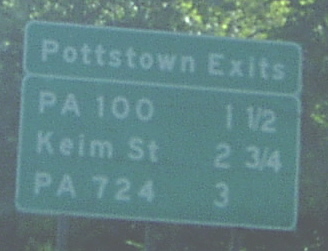 Pottstown Exits
PA 100 1 1/2
Keim St 2 3/4
PA 724 3